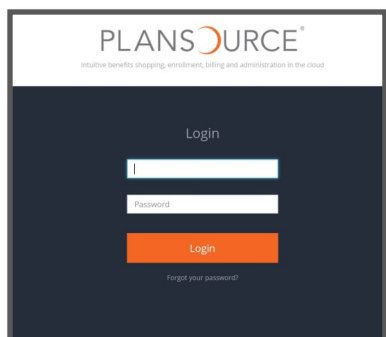 PLANSOURCE®
Intuitive benefits shopping, enrollment, billing and administration in the cloud
Login
Password
Login
Forgot your password?